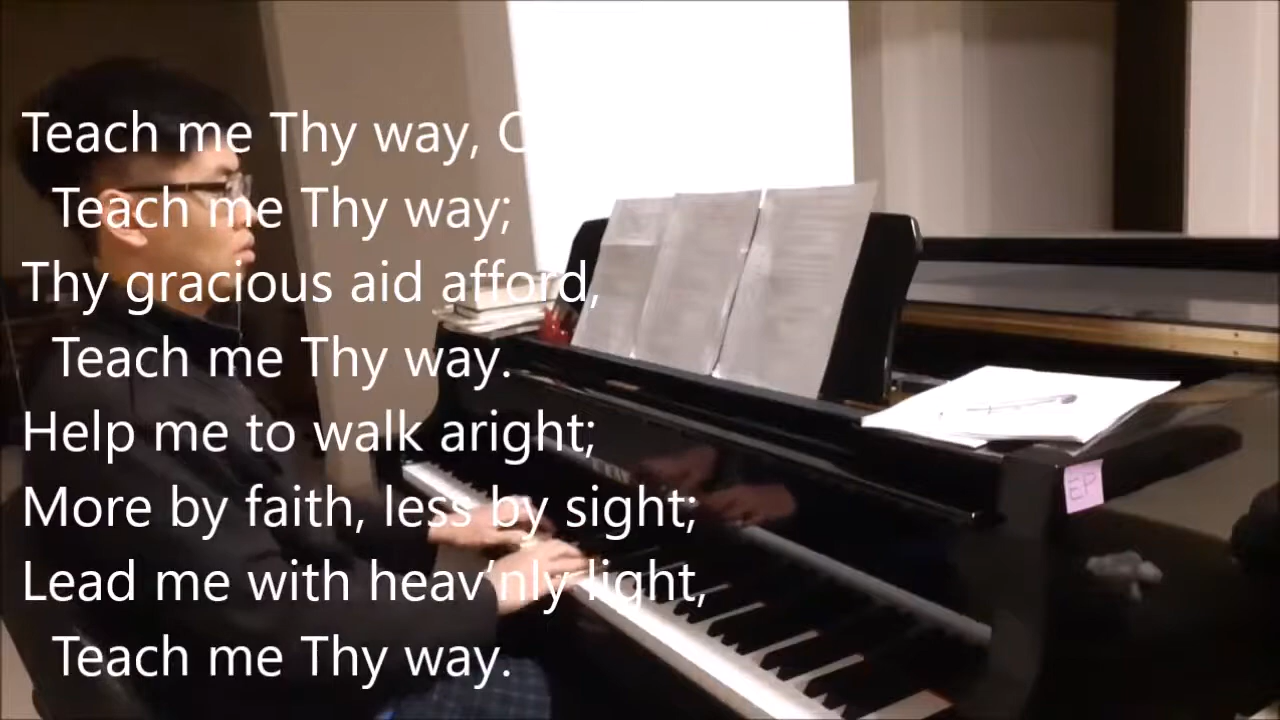 Teach me Thy way,
Teach me Thy way;
Thy gracious aid afford,
Teach me Thy way.
Help me to walk aright;
More by faith, less by sight;
Lead me with heav’nly light,
Teach me Thy way.
EP